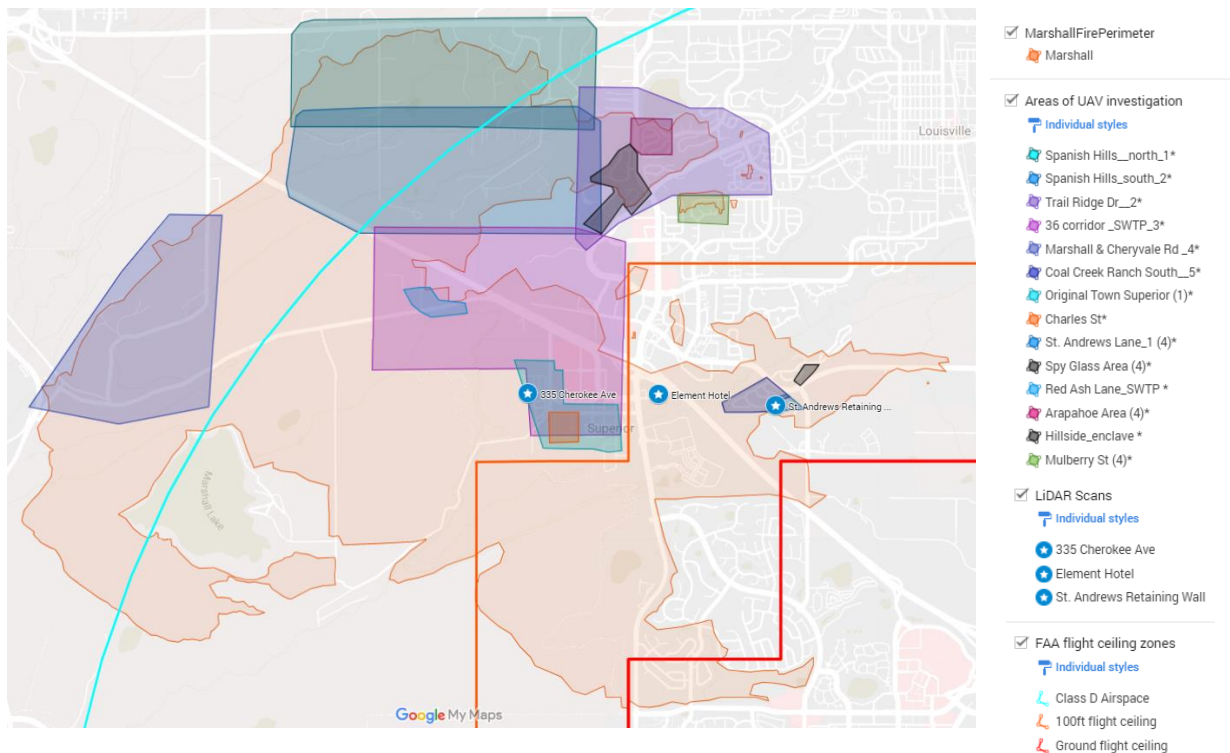 Louisville
335 Cherokee Ave
Element Hotel
St. Andrews Retaining ...
Superior
Marshall Lake
Google My Maps
MarshallFirePerimeter
Marshall
Areas of UAV investigation
Individual styles
Spanish Hills__north_1*
Spanish Hills_south_2*
Trail Ridge Dr__2*
36 corridor _SWTP_3*
Marshall & Cheryvale Rd _4*
Coal Creek Ranch South__5*
Original Town Superior (1)*
Charles St*
St. Andrews Lane_1 (4)*
Spy Glass Area (4)*
Red Ash Lane_SWTP *
Arapahoe Area (4)*
Hillside_enclave *
Mulberry St (4)*
LiDAR Scans
Individual styles
335 Cherokee Ave
Element Hotel
St. Andrews Retaining Wall
FAA flight ceiling zones
Individual styles
Class D Airspace
100ft flight ceiling
Ground flight ceiling